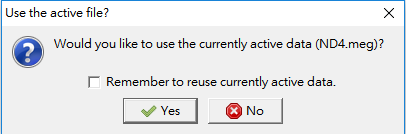 Use the active file?
Would you like to use the currently active data (ND4.meg)?
Remember to reuse currently active data.
Yes
No